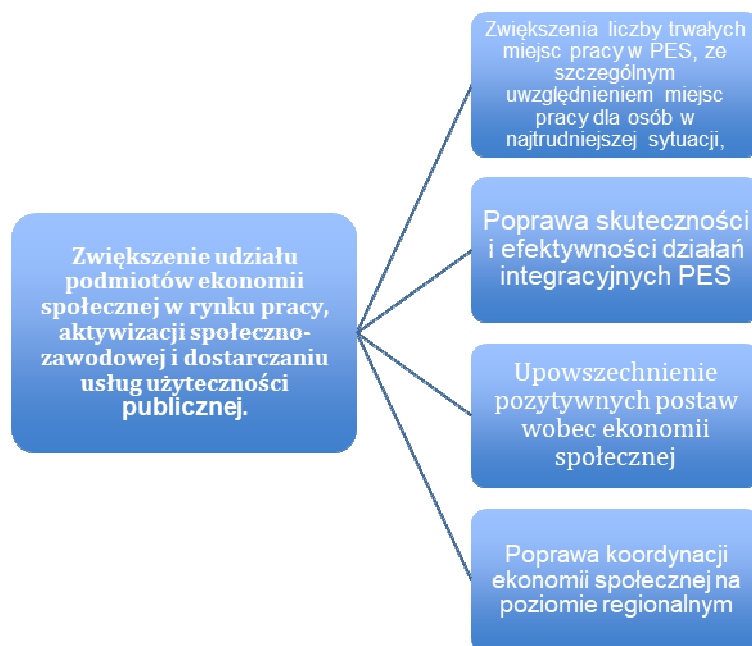 Zwiększenie udziału
podmiotów ekonomii
społecznej w rynku pracy,
aktywizacji społeczno-
zawodowej i dostarczaniu
usług użyteczności
publicznej.
Zwiększenia liczby trwałych
miejsc pracy w PES, ze
szczególnym
uwzględnieniem miejsc
pracy dla osób w
najtrudniejszej sytuacji,
Poprawa skuteczności
i efektywności działań
integracyjnych PES
Upowszechnienie
pozytywnych postaw
wobec ekonomii
społecznej
Poprawa koordynacji
ekonomii społecznej na
poziomie regionalnym